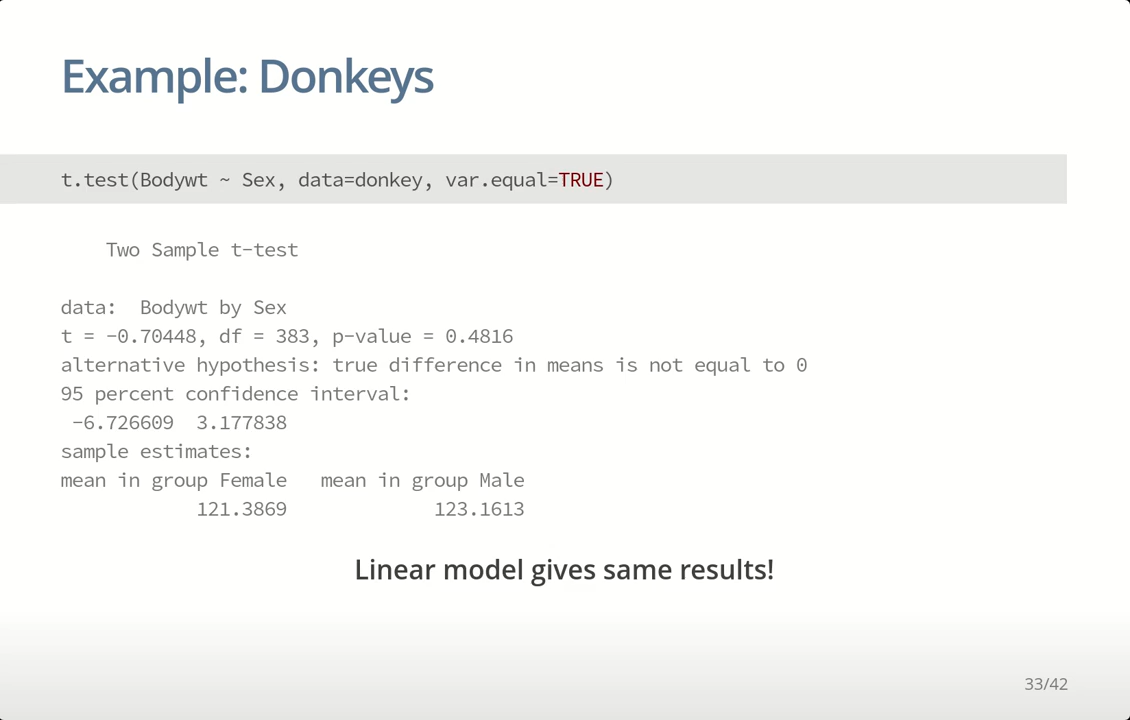 Example: Donkeys
t.test(Bodywt ~ Sex, data=donkey, var.equal=TRUE)
Two Sample t-test
data:  Bodywt by Sex
t = -0.70448, df = 383, p-value = 0.4816
alternative hypothesis: true difference in means is not equal to 0
95 percent confidence interval:
-6.726609  3.177838
sample estimates:
mean in group Female   mean in group Male
121.3869             123.1613
Linear model gives same results!
33/42